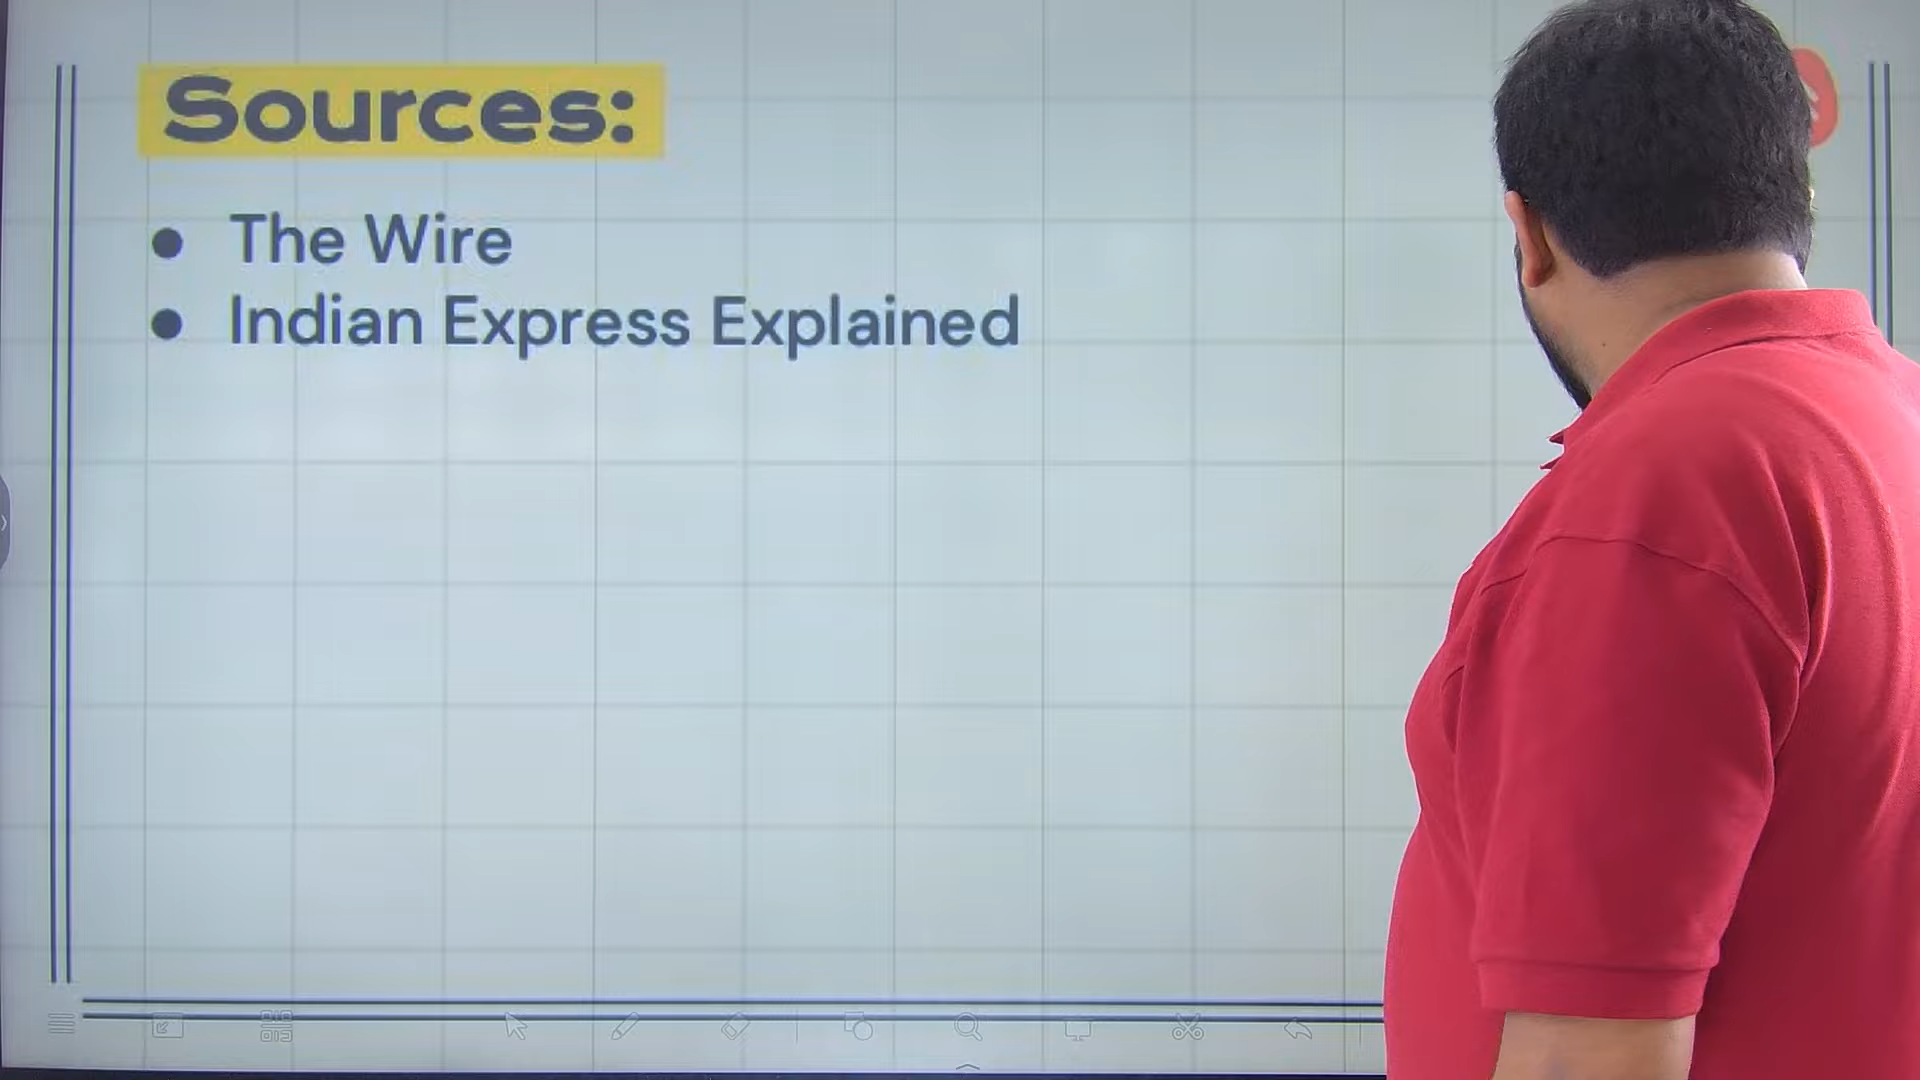 Sources:
● The Wire
● Indian Express Explained